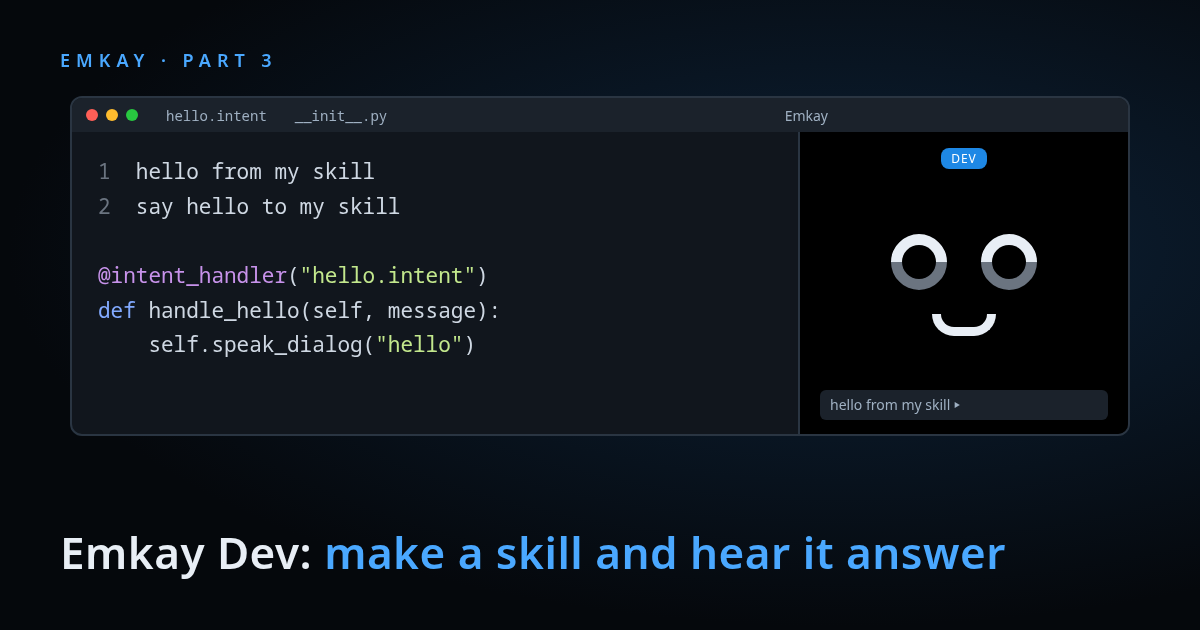 EMKAY · PART 3
hello.intent __init__.py Emkay
1 hello from my skill
2 say hello to my skill
@intent_handler("hello.intent")
def handle_hello(self, message):
    self.speak_dialog("hello")
DEV
hello from my skill ▸
Emkay Dev: make a skill and hear it answer